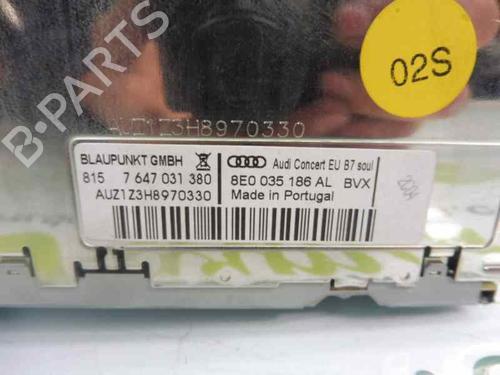 02S
AUZ1Z3H8970330
BLAUPUNKT GMBH
Audi Concert EU B7 soul
815 7 647 031 380
8E0 035 186 AL BVX
AUZ1Z3H8970330
Made in Portugal